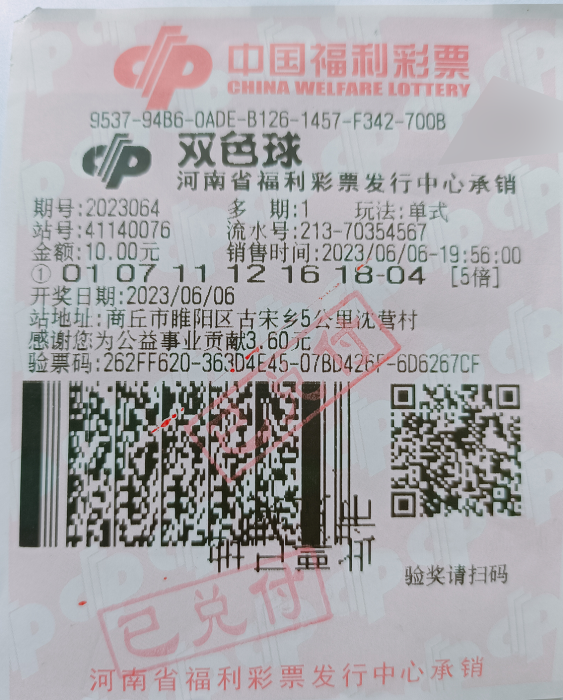 中国福利彩票
CHINA WELFARE LOTTERY
9537-94B6-0ADE-B126-1457-F342-700B
双色球
河南省福利彩票发行中心承销
期号:2023064 多 期:1 玩法:单式
站号:41140076 流水号:213-70354567
金额:10.00元 销售时间:2023/06/06-19:56:00
① 01 07 11 12 16 18-04 [5倍]
开奖日期:2023/06/06
站地址:商丘市睢阳区古宋乡5公里沈营村
感谢您为公益事业贡献3.60元
验票码:262FF620-363D4E45-07BD426F-6D6267CF
已兑付
验奖请扫码
已兑付
河南省福利彩票发行中心承销